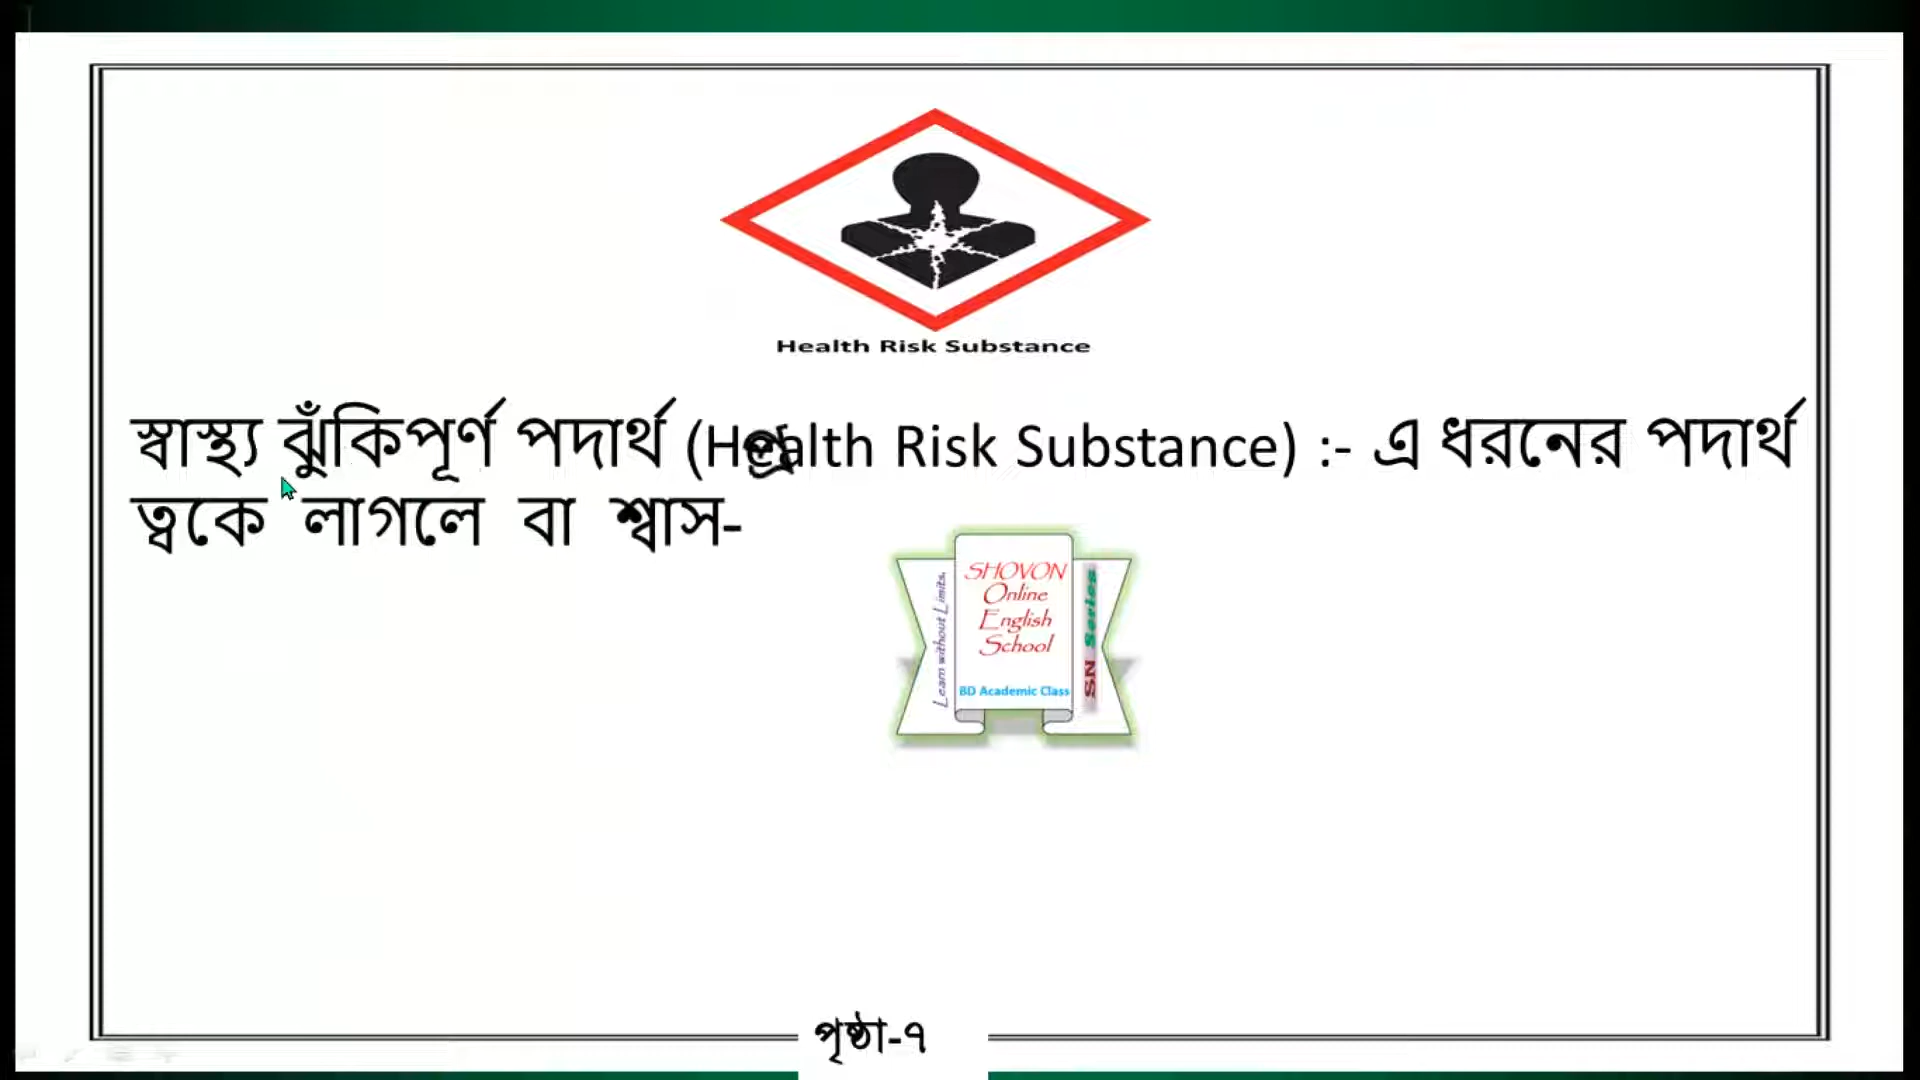 Health Risk Substance
স্বাস্থ্য ঝুঁকিপূর্ণ পদার্থ (Health Risk Substance) :- এ ধরনের পদার্থ
ত্বকে লাগলে বা শ্বাস-
SHOVON
Online
English
School
BD Academic Class
Learn without Limits.
SN Series
পৃষ্ঠা-৭